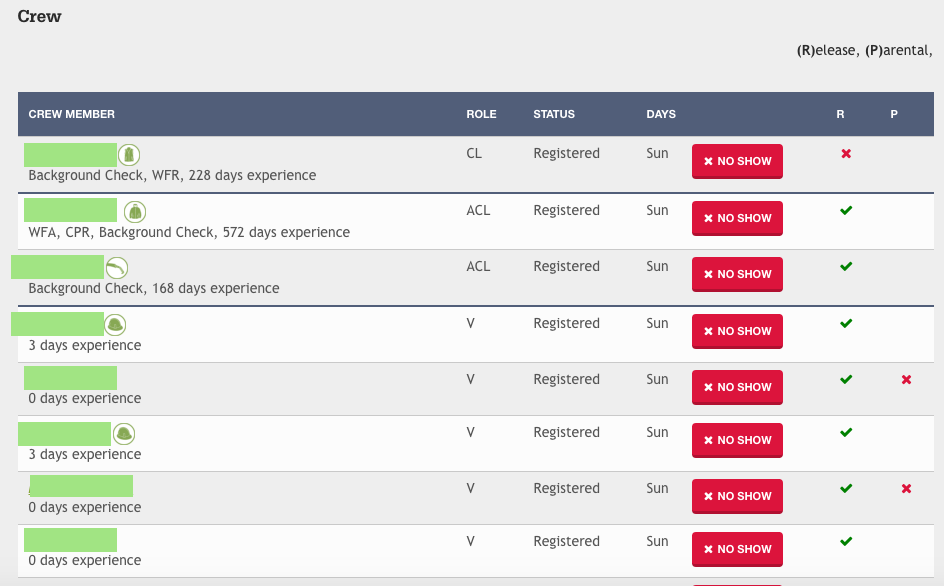 Crew
(R)elease, (P)arental,
CREW MEMBER ROLE STATUS DAYS R P
CL Registered Sun ✖ NO SHOW ✖
Background Check, WFR, 228 days experience
ACL Registered Sun ✖ NO SHOW ✔
WFA, CPR, Background Check, 572 days experience
ACL Registered Sun ✖ NO SHOW ✔
Background Check, 168 days experience
V Registered Sun ✖ NO SHOW ✔
3 days experience
V Registered Sun ✖ NO SHOW ✔ ✖
0 days experience
V Registered Sun ✖ NO SHOW ✔
3 days experience
V Registered Sun ✖ NO SHOW ✔ ✖
0 days experience
V Registered Sun ✖ NO SHOW ✔
0 days experience